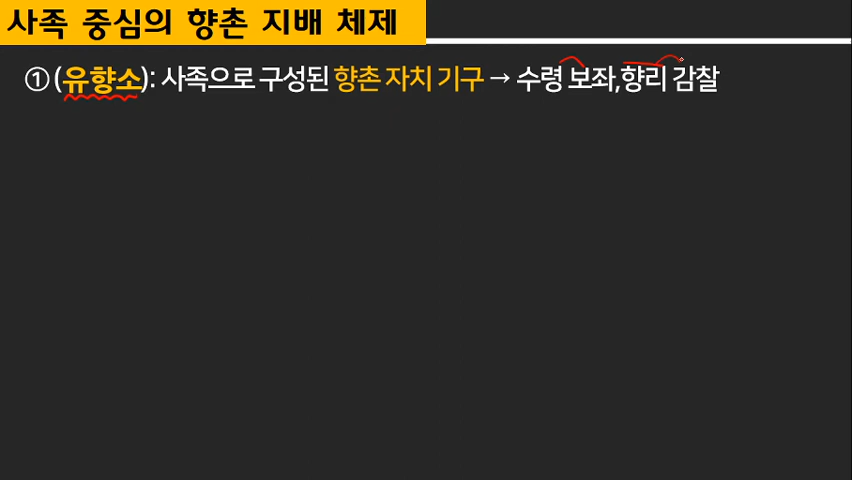 사족 중심의 향촌 지배 체제
① (유향소): 사족으로 구성된 향촌 자치 기구 → 수령 보좌,향리 감찰